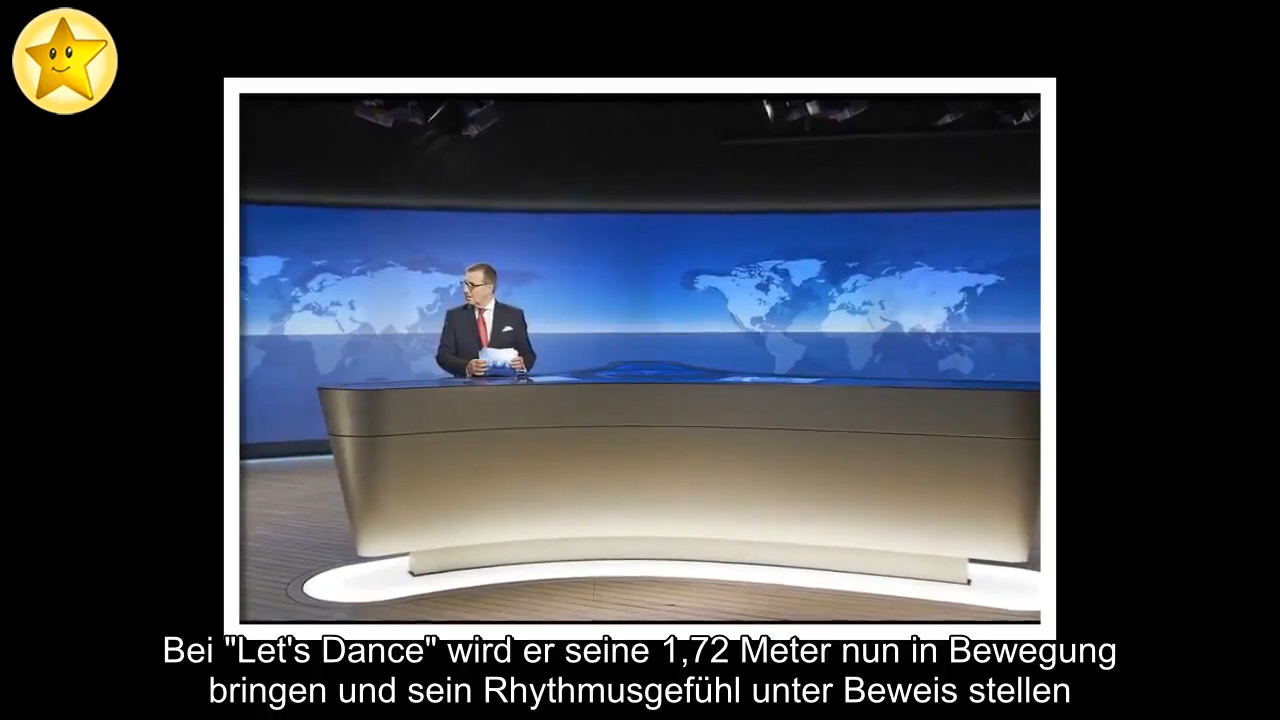 Bei "Let's Dance" wird er seine 1,72 Meter nun in Bewegung
bringen und sein Rhythmusgefühl unter Beweis stellen